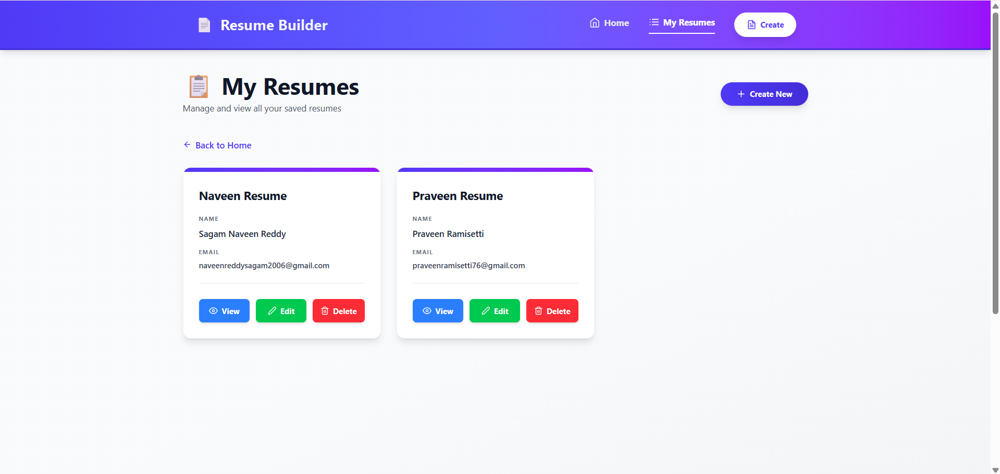 Resume Builder
Home
My Resumes
Create
My Resumes
Manage and view all your saved resumes
Create New
Back to Home
Naveen Resume
NAME
Sagam Naveen Reddy
EMAIL
naveenreddysagam2006@gmail.com
View
Edit
Delete
Praveen Resume
NAME
Praveen Ramisetti
EMAIL
praveenramisetti76@gmail.com
View
Edit
Delete